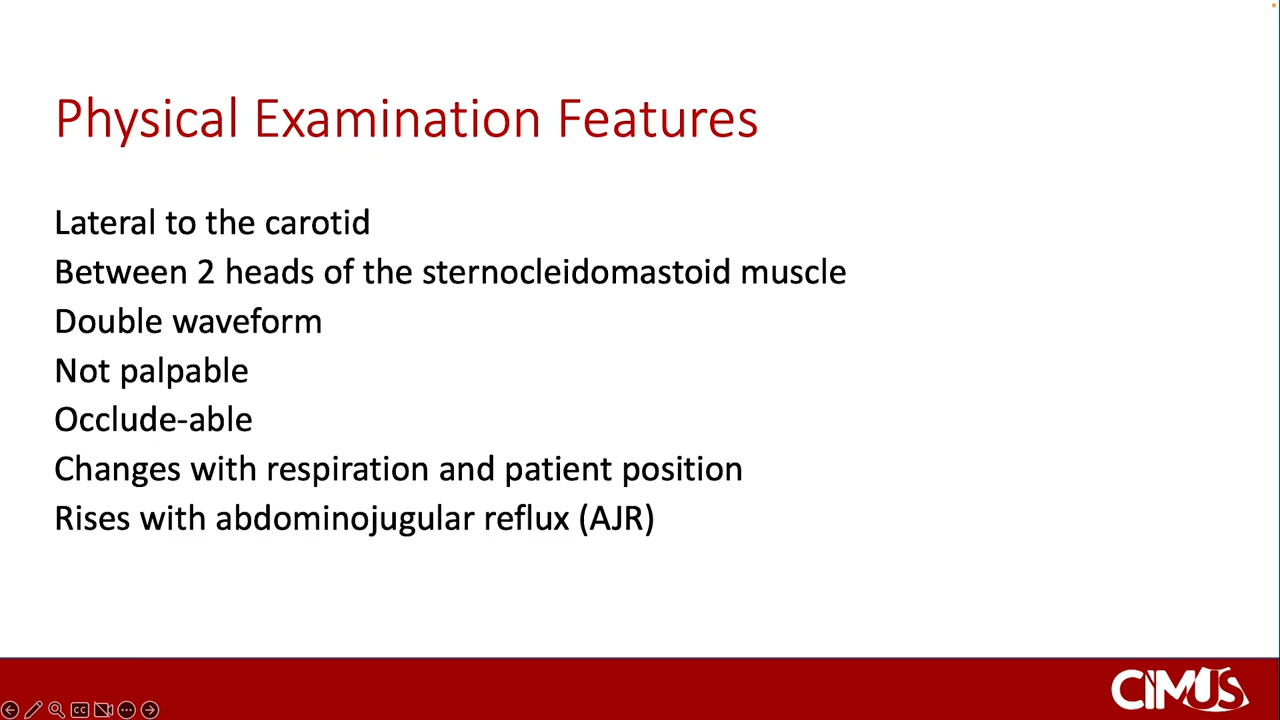 Physical Examination Features
Lateral to the carotid
Between 2 heads of the sternocleidomastoid muscle
Double waveform
Not palpable
Occlude-able
Changes with respiration and patient position
Rises with abdominojugular reflux (AJR)
CIMUS
CC